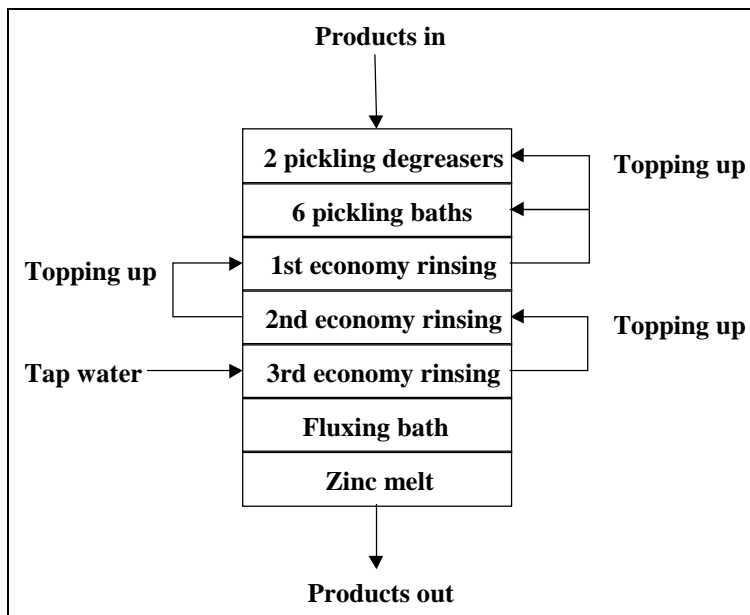 Products in
2 pickling degreasers
Topping up
6 pickling baths
Topping up
1st economy rinsing
2nd economy rinsing
Topping up
Tap water
3rd economy rinsing
Fluxing bath
Zinc melt
Products out